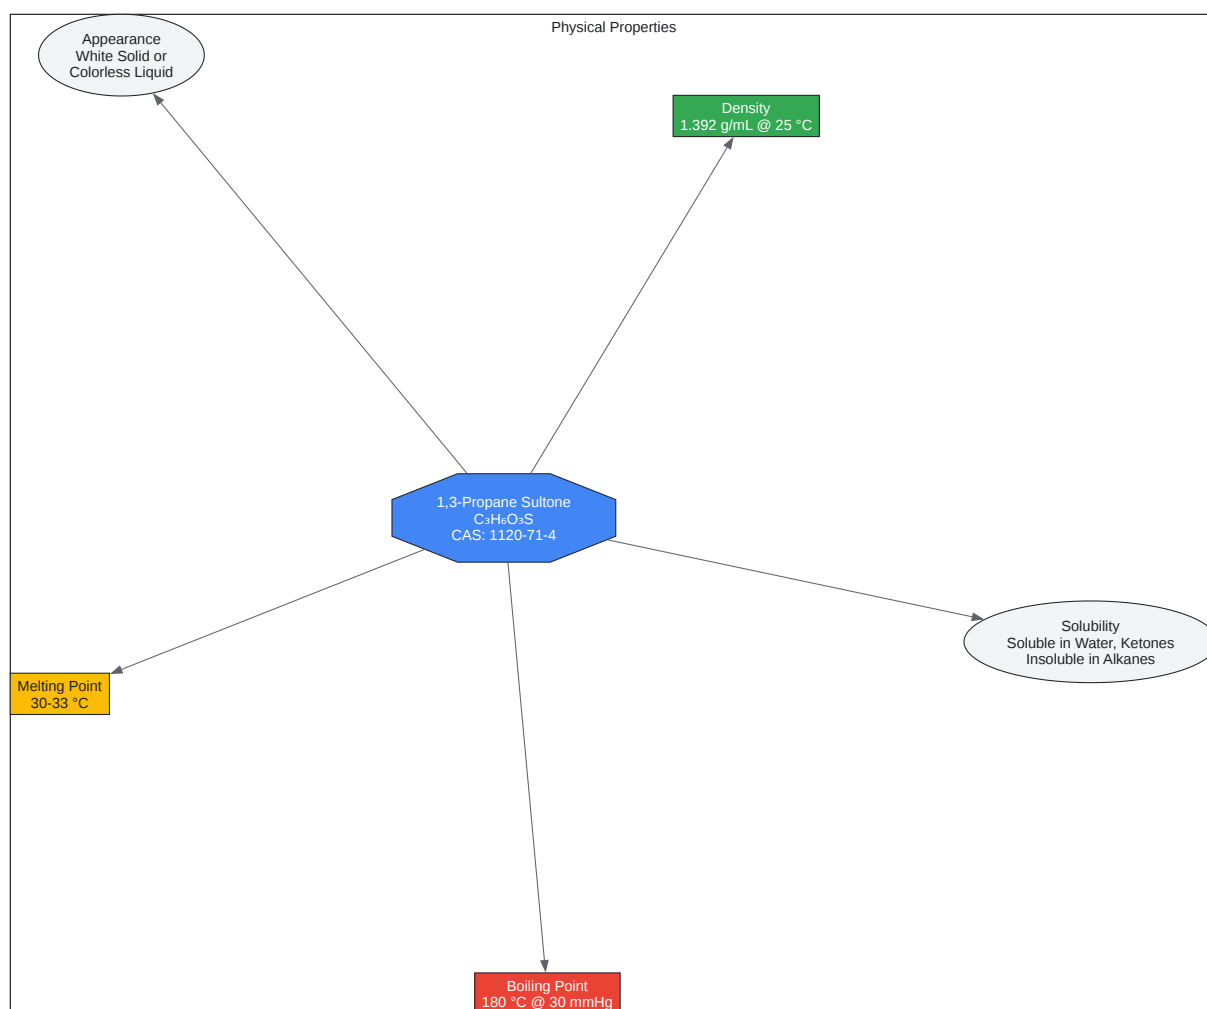 Physical Properties
Appearance
White Solid or
Colorless Liquid
Density
1.392 g/mL @ 25 °C
1,3-Propane Sultone
C₃H₆O₃S
CAS: 1120-71-4
Solubility
Soluble in Water, Ketones
Insoluble in Alkanes
Melting Point
30-33 °C
Boiling Point
180 °C @ 30 mmHg